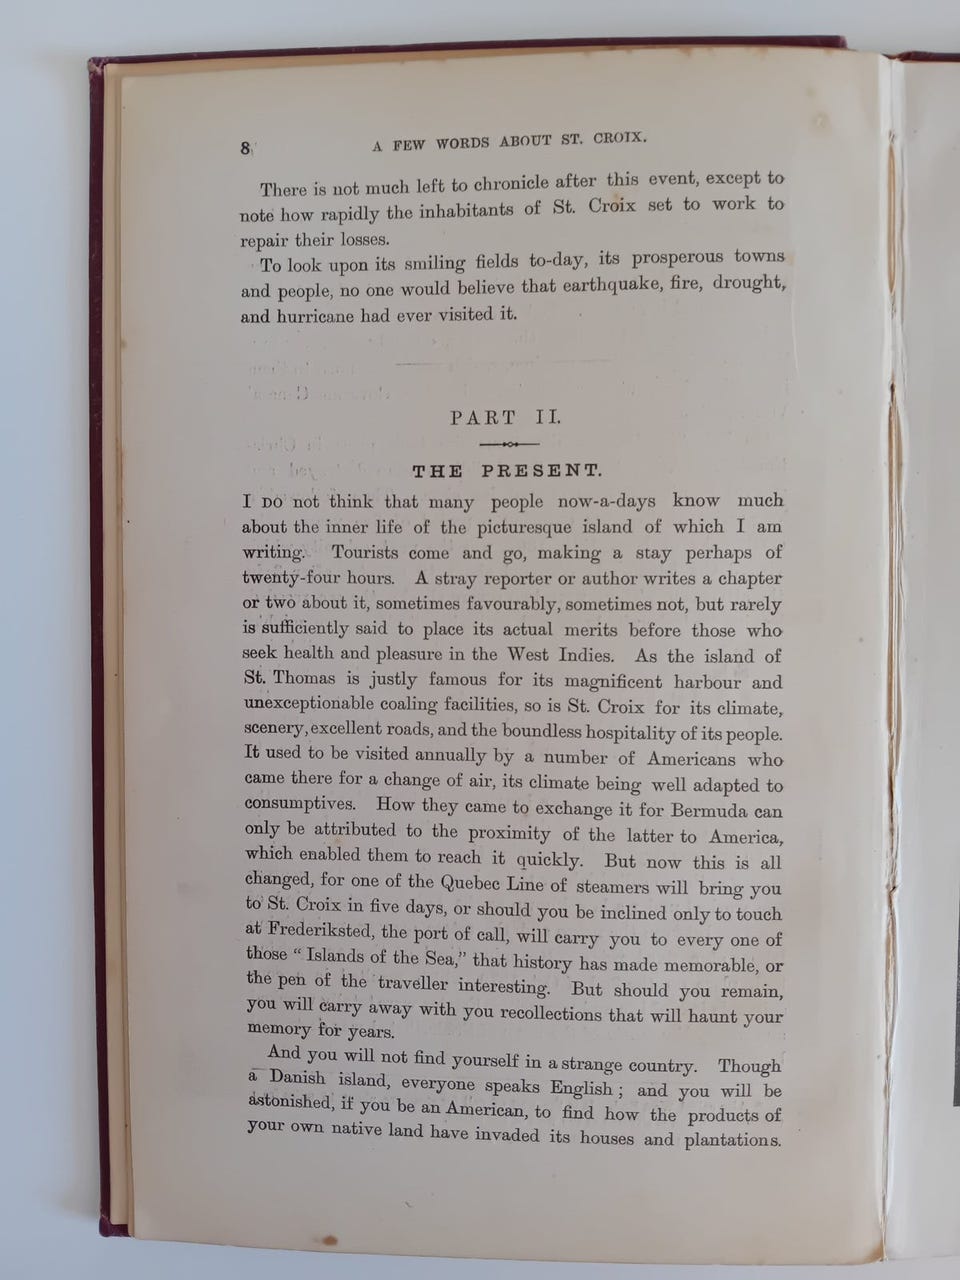 8
A FEW WORDS ABOUT ST. CROIX.
There is not much left to chronicle after this event, except to
note how rapidly the inhabitants of St. Croix set to work to
repair their losses.
To look upon its smiling fields to-day, its prosperous towns
and people, no one would believe that earthquake, fire, drought,
and hurricane had ever visited it.
PART II.
THE PRESENT.
I DO not think that many people now-a-days know much
about the inner life of the picturesque island of which I am
writing. Tourists come and go, making a stay perhaps of
twenty-four hours. A stray reporter or author writes a chapter
or two about it, sometimes favourably, sometimes not, but rarely
is sufficiently said to place its actual merits before those who
seek health and pleasure in the West Indies. As the island of
St. Thomas is justly famous for its magnificent harbour and
unexceptionable coaling facilities, so is St. Croix for its climate,
scenery, excellent roads, and the boundless hospitality of its people.
It used to be visited annually by a number of Americans who
came there for a change of air, its climate being well adapted to
consumptives. How they came to exchange it for Bermuda can
only be attributed to the proximity of the latter to America,
which enabled them to reach it quickly. But now this is all
changed, for one of the Quebec Line of steamers will bring you
to St. Croix in five days, or should you be inclined only to touch
at Frederiksted, the port of call, will carry you to every one of
those “ Islands of the Sea,” that history has made memorable, or
the pen of the traveller interesting. But should you remain,
you will carry away with you recollections that will haunt your
memory for years.
And you will not find yourself in a strange country. Though
a Danish island, everyone speaks English ; and you will be
astonished, if you be an American, to find how the products of
your own native land have invaded its houses and plantations.